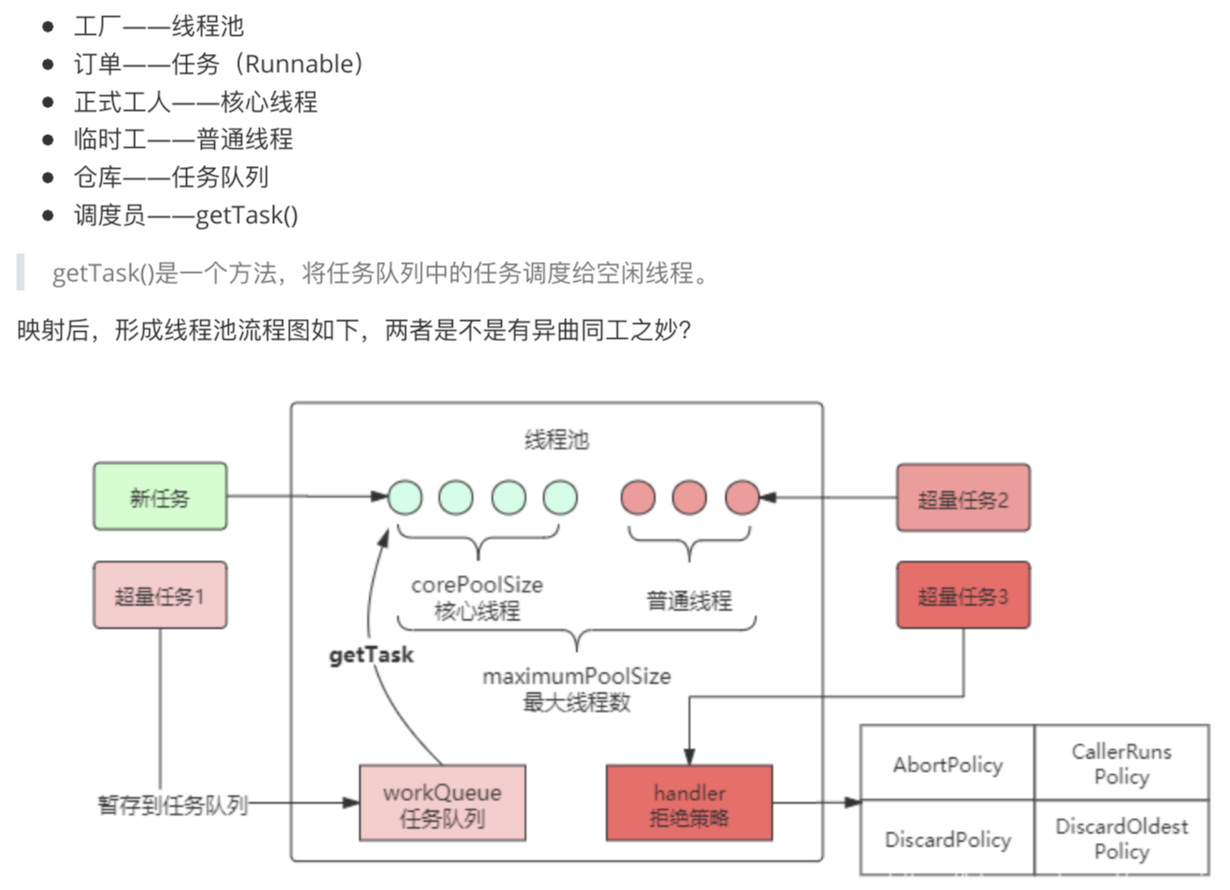 工厂——线程池
订单——任务（Runnable）
正式工人——核心线程
临时工——普通线程
仓库——任务队列
调度员——getTask()
getTask()是一个方法，将任务队列中的任务调度给空闲线程。
映射后，形成线程池流程图如下，两者是不是有异曲同工之妙？
线程池
新任务
超量任务2
超量任务1
corePoolSize
核心线程
普通线程
超量任务3
getTask
maximumPoolSize
最大线程数
暂存到任务队列
workQueue
任务队列
handler
拒绝策略
AbortPolicy
CallerRuns
Policy
DiscardPolicy
DiscardOldest
Policy